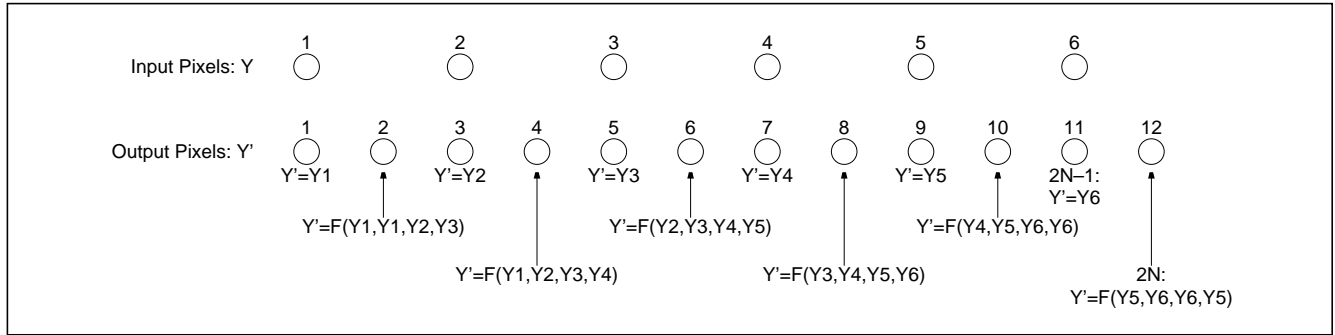 1 2 3 4 5 6
Input Pixels: Y
1 2 3 4 5 6 7 8 9 10 11 12
Output Pixels: Y’
Y’=Y1 Y’=Y2 Y’=Y3 Y’=Y4 Y’=Y5 2N–1:
Y’=Y6
Y’=F(Y1,Y1,Y2,Y3) Y’=F(Y2,Y3,Y4,Y5) Y’=F(Y4,Y5,Y6,Y6)
Y’=F(Y1,Y2,Y3,Y4) Y’=F(Y3,Y4,Y5,Y6) 2N:
Y’=F(Y5,Y6,Y6,Y5)